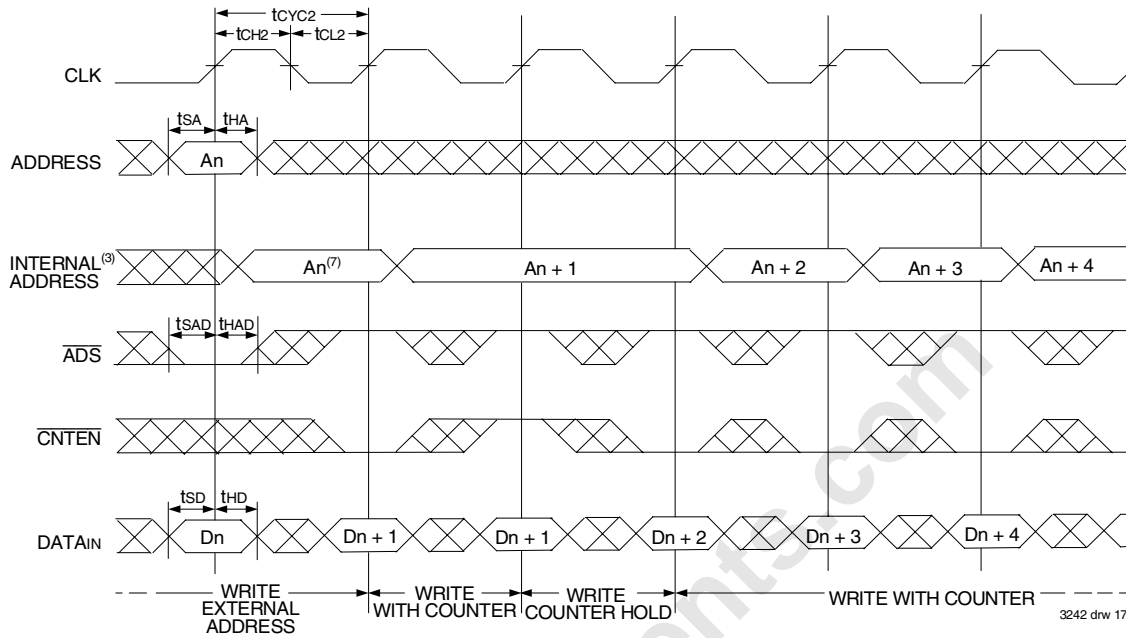 tCYC2
tCH2 tCL2
CLK
tSA tHA
ADDRESS An
INTERNAL(3) ADDRESS An(7) An + 1 An + 2 An + 3 An + 4
tSAD tHAD
ADS
CNTEN
tSD tHD
DATAIN Dn Dn + 1 Dn + 1 Dn + 2 Dn + 3 Dn + 4
WRITE EXTERNAL ADDRESS
WRITE WITH COUNTER
WRITE COUNTER HOLD
WRITE WITH COUNTER
3242 drw 17
nts.com